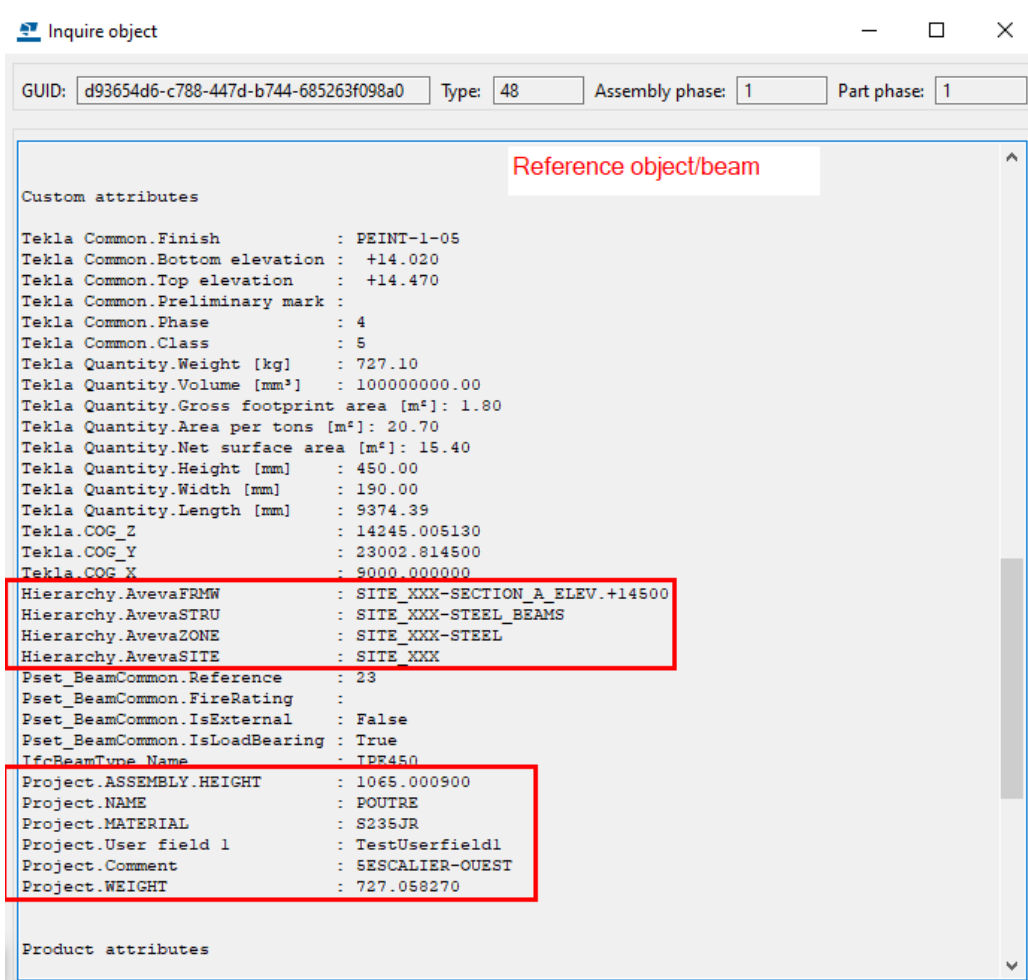 Inquire object
GUID: d93654d6-c788-447d-b744-685263f098a0 Type: 48 Assembly phase: 1 Part phase: 1
Reference object/beam
Custom attributes
Tekla Common.Finish : PEINT-1-05
Tekla Common.Bottom elevation : +14.020
Tekla Common.Top elevation : +14.470
Tekla Common.Preliminary mark :
Tekla Common.Phase : 4
Tekla Common.Class : 5
Tekla Quantity.Weight [kg] : 727.10
Tekla Quantity.Volume [mm³] : 100000000.00
Tekla Quantity.Gross footprint area [m²]: 1.80
Tekla Quantity.Area per tons [m²]: 20.70
Tekla Quantity.Net surface area [m²]: 15.40
Tekla Quantity.Height [mm] : 450.00
Tekla Quantity.Width [mm] : 190.00
Tekla Quantity.Length [mm] : 9374.39
Tekla.COG_Z : 14245.005130
Tekla.COG_Y : 23002.814500
Tekla.COG_X : 9000.000000
Hierarchy.AvevaFRMW : SITE_XXX-SECTION_A_ELEV.+14500
Hierarchy.AvevaSTRU : SITE_XXX-STEEL_BEAMS
Hierarchy.AvevaZONE : SITE_XXX-STEEL
Hierarchy.AvevaSITE : SITE_XXX
Pset_BeamCommon.Reference : 23
Pset_BeamCommon.FireRating :
Pset_BeamCommon.IsExternal : False
Pset_BeamCommon.IsLoadBearing : True
IfcBeamType Name : IPE450
Project.ASSEMBLY.HEIGHT : 1065.000900
Project.NAME : POUTRE
Project.MATERIAL : S235JR
Project.User field 1 : TestUserfield1
Project.Comment : 5ESCALIER-OUEST
Project.WEIGHT : 727.058270
Product attributes